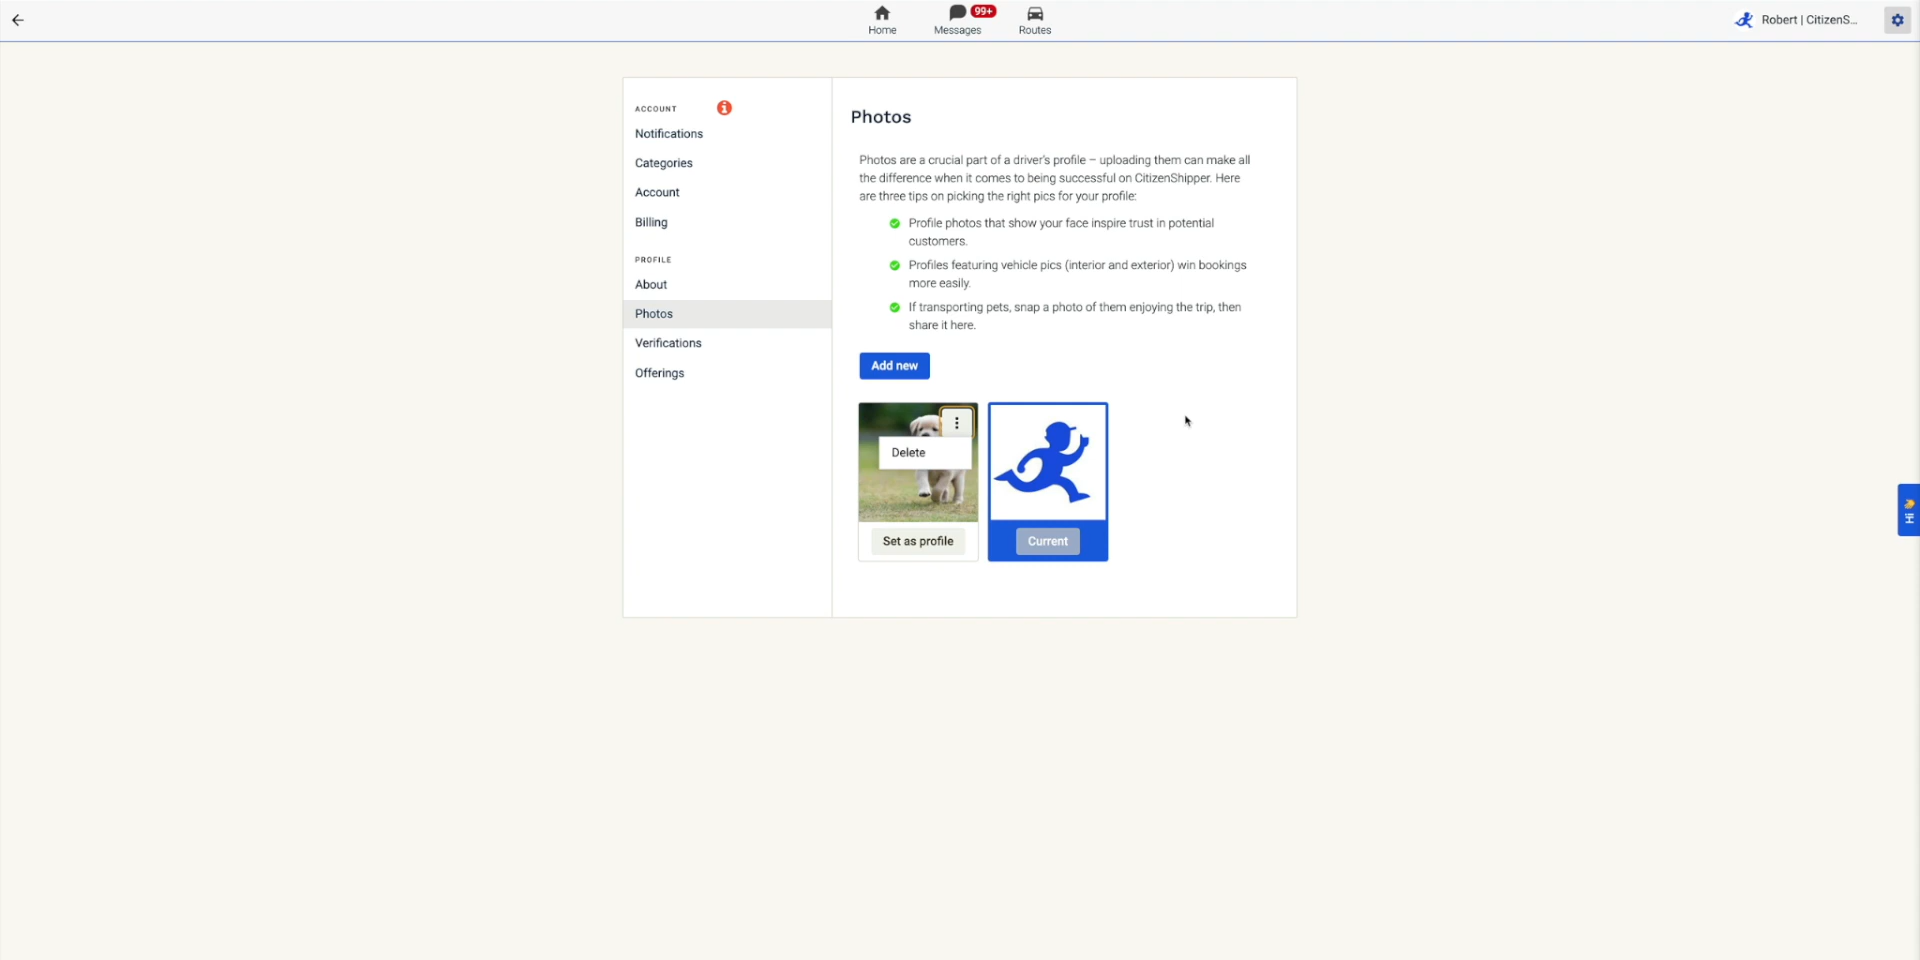 Home
Messages
99+
Routes
Robert | CitizenS...
ACCOUNT
Notifications
Categories
Account
Billing
PROFILE
About
Photos
Verifications
Offerings
Photos
Photos are a crucial part of a driver's profile – uploading them can make all
the difference when it comes to being successful on CitizenShipper. Here
are three tips on picking the right pics for your profile:
Profile photos that show your face inspire trust in potential
customers.
Profiles featuring vehicle pics (interior and exterior) win bookings
more easily.
If transporting pets, snap a photo of them enjoying the trip, then
share it here.
Add new
Delete
Set as profile
Current
Hi